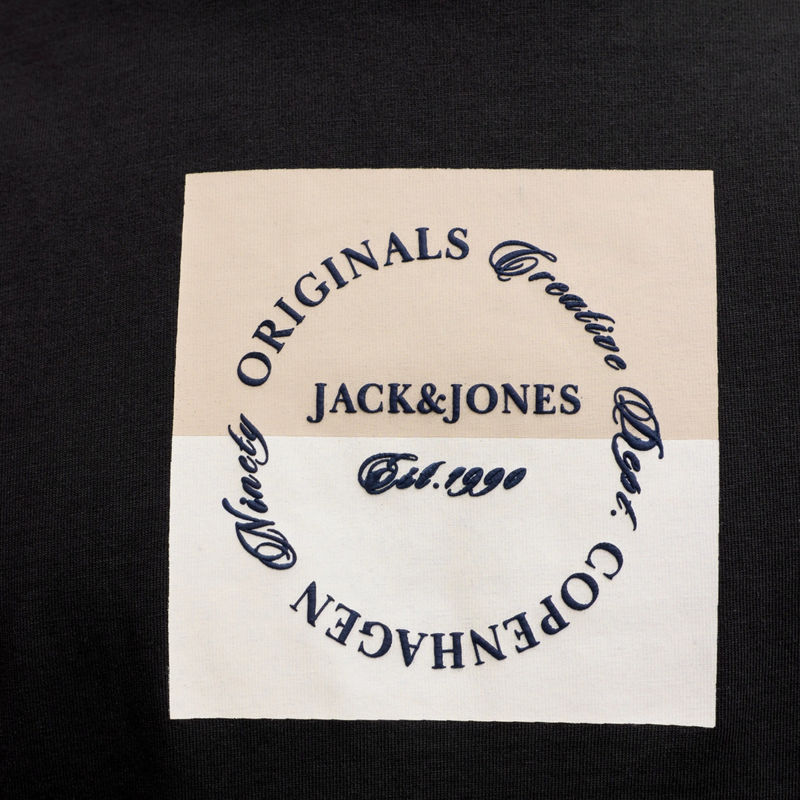 Ninety ORIGINALS Creative Dept. COPENHAGEN
JACK&JONES
Est.1990